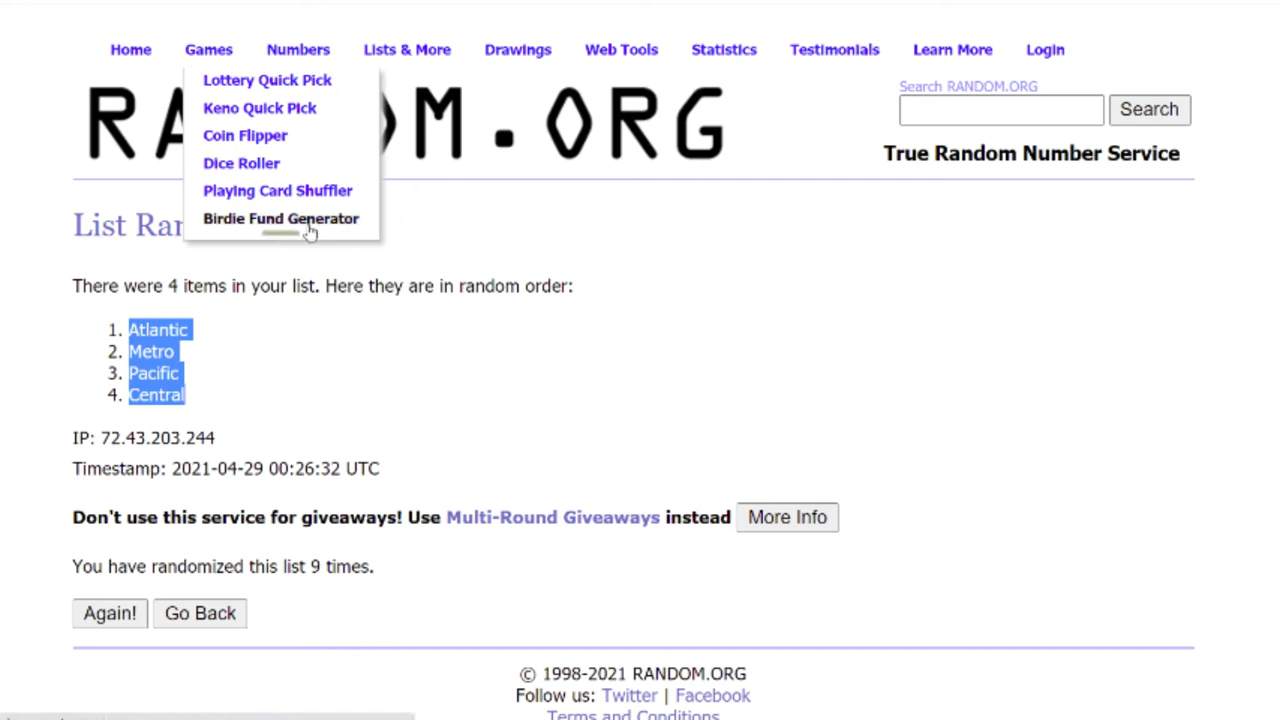 Home Games Numbers Lists & More Drawings Web Tools Statistics Testimonials Learn More Login
Lottery Quick Pick
Keno Quick Pick
Coin Flipper
Dice Roller
Playing Card Shuffler
Birdie Fund Generator
Search RANDOM.ORG
Search
True Random Number Service
There were 4 items in your list. Here they are in random order:
1. Atlantic
2. Metro
3. Pacific
4. Central
IP: 72.43.203.244
Timestamp: 2021-04-29 00:26:32 UTC
Don't use this service for giveaways! Use Multi-Round Giveaways instead More Info
You have randomized this list 9 times.
Again! Go Back
© 1998-2021 RANDOM.ORG
Follow us: Twitter | Facebook
Terms and Conditions